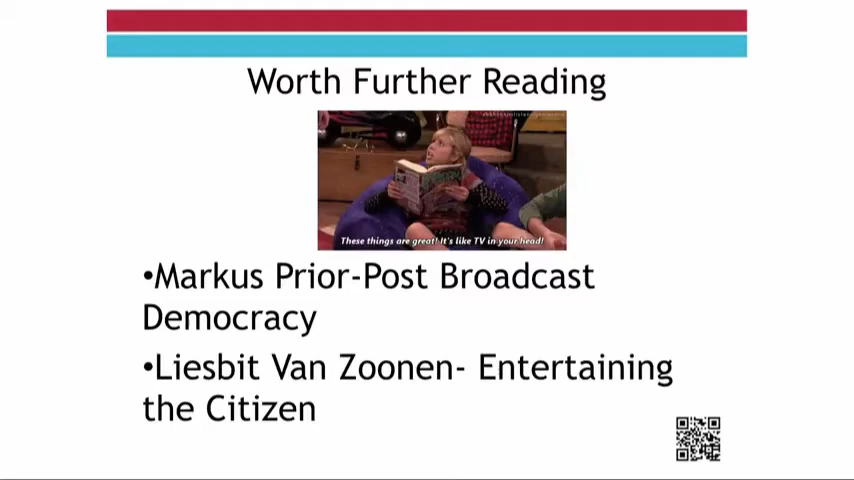 Worth Further Reading
These things are great! It's like TV in your head!
•Markus Prior-Post Broadcast
Democracy
•Liesbit Van Zoonen- Entertaining
the Citizen